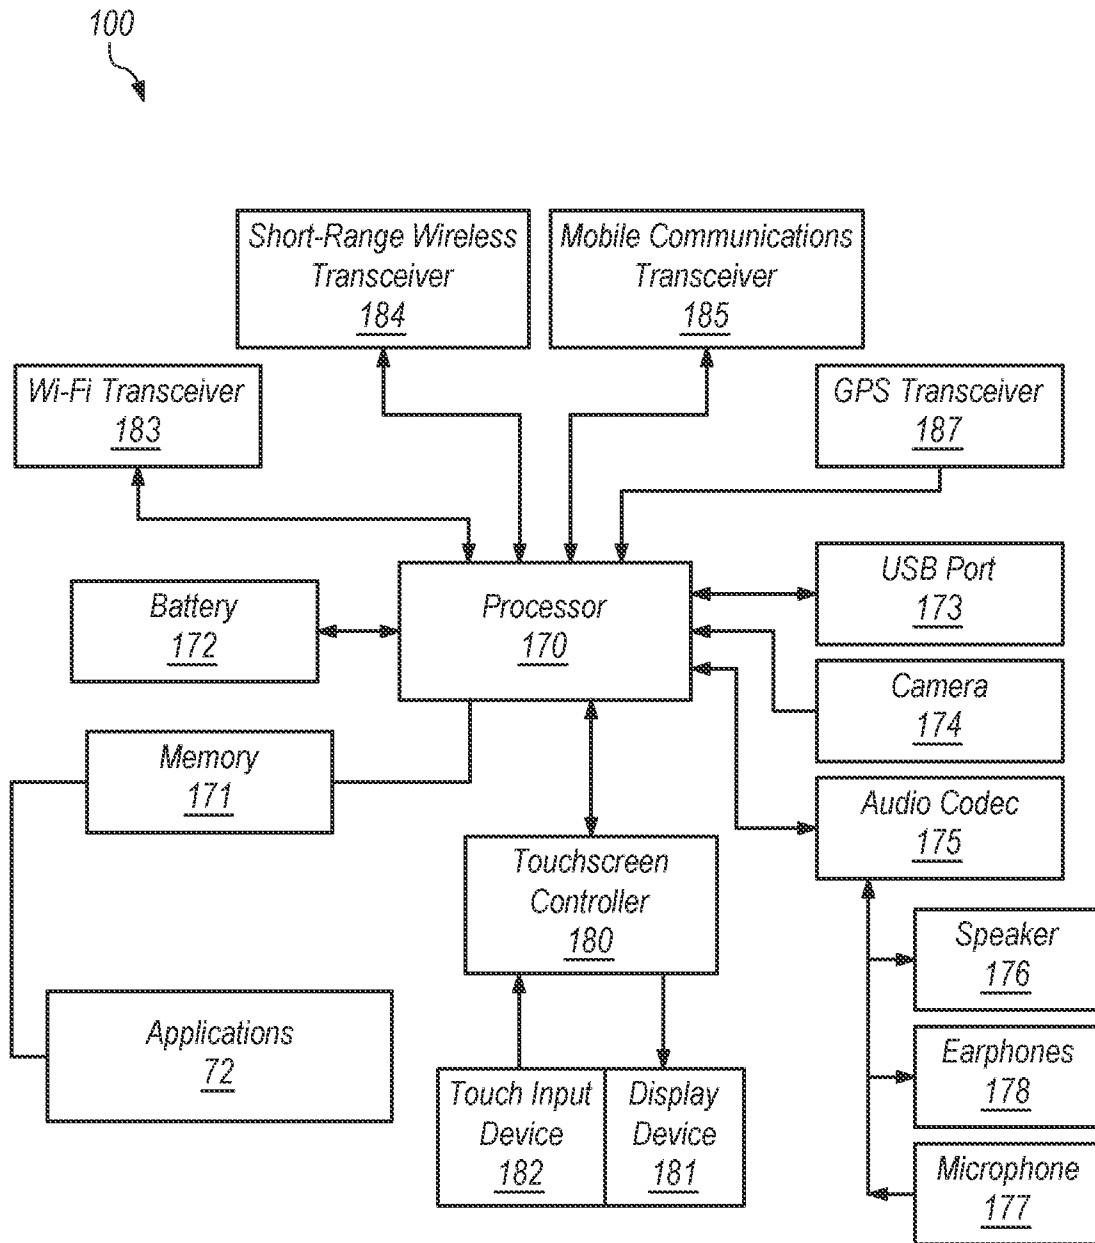 100
Short-Range Wireless
Transceiver
184
Mobile Communications
Transceiver
185
Wi-Fi Transceiver
183
GPS Transceiver
187
Battery
172
Processor
170
USB Port
173
Camera
174
Memory
171
Audio Codec
175
Touchscreen
Controller
180
Speaker
176
Applications
72
Earphones
178
Touch Input
Device
182
Display
Device
181
Microphone
177